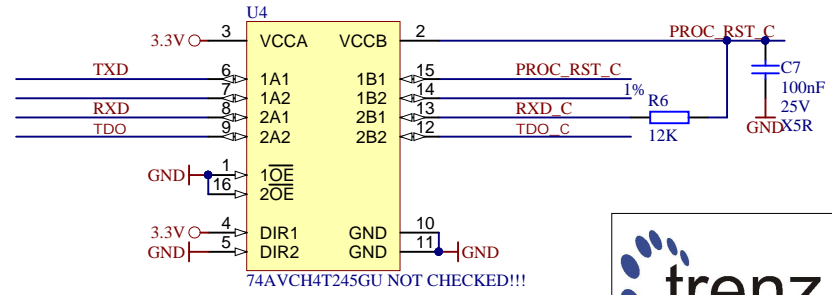 U4
3.3V 3 VCCA VCCB 2 PROC_RST_C
TXD 6 1A1 1B1 15 PROC_RST_C
7 1A2 1B2 14 1% R6
RXD 8 2A1 2B1 13 RXD_C
TDO 9 2A2 2B2 12 TDO_C 12K
C7
100nF
25V
GND X5R
GND 1 1OE
16 2OE
3.3V 4 DIR1 GND 10
GND 5 DIR2 GND 11 GND
74AVCH4T245GU NOT CHECKED!!!
trenz